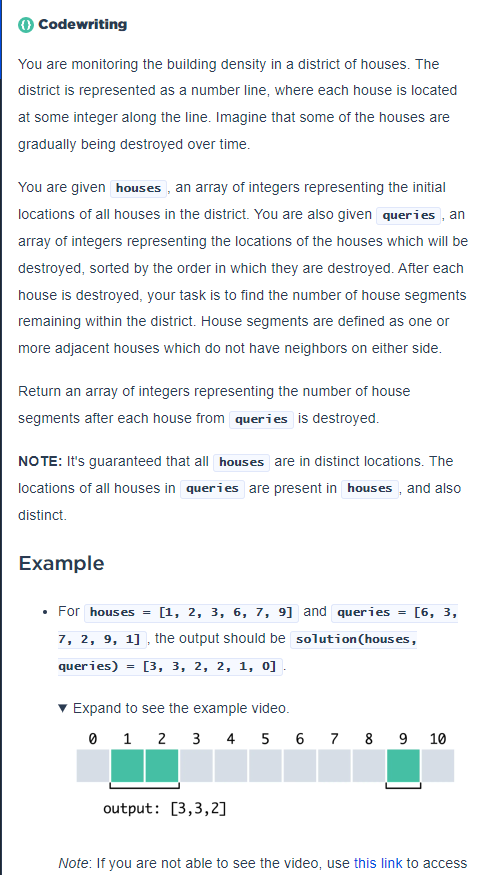 Codewriting
You are monitoring the building density in a district of houses. The
district is represented as a number line, where each house is located
at some integer along the line. Imagine that some of the houses are
gradually being destroyed over time.
You are given houses , an array of integers representing the initial
locations of all houses in the district. You are also given queries , an
array of integers representing the locations of the houses which will be
destroyed, sorted by the order in which they are destroyed. After each
house is destroyed, your task is to find the number of house segments
remaining within the district. House segments are defined as one or
more adjacent houses which do not have neighbors on either side.
Return an array of integers representing the number of house
segments after each house from queries is destroyed.
NOTE: It's guaranteed that all houses are in distinct locations. The
locations of all houses in queries are present in houses , and also
distinct.
Example
• For houses = [1, 2, 3, 6, 7, 9] and queries = [6, 3,
7, 2, 9, 1] , the output should be solution(houses,
queries) = [3, 3, 2, 2, 1, 0] .
▼ Expand to see the example video.
0 1 2 3 4 5 6 7 8 9 10
output: [3,3,2]
Note: If you are not able to see the video, use this link to access